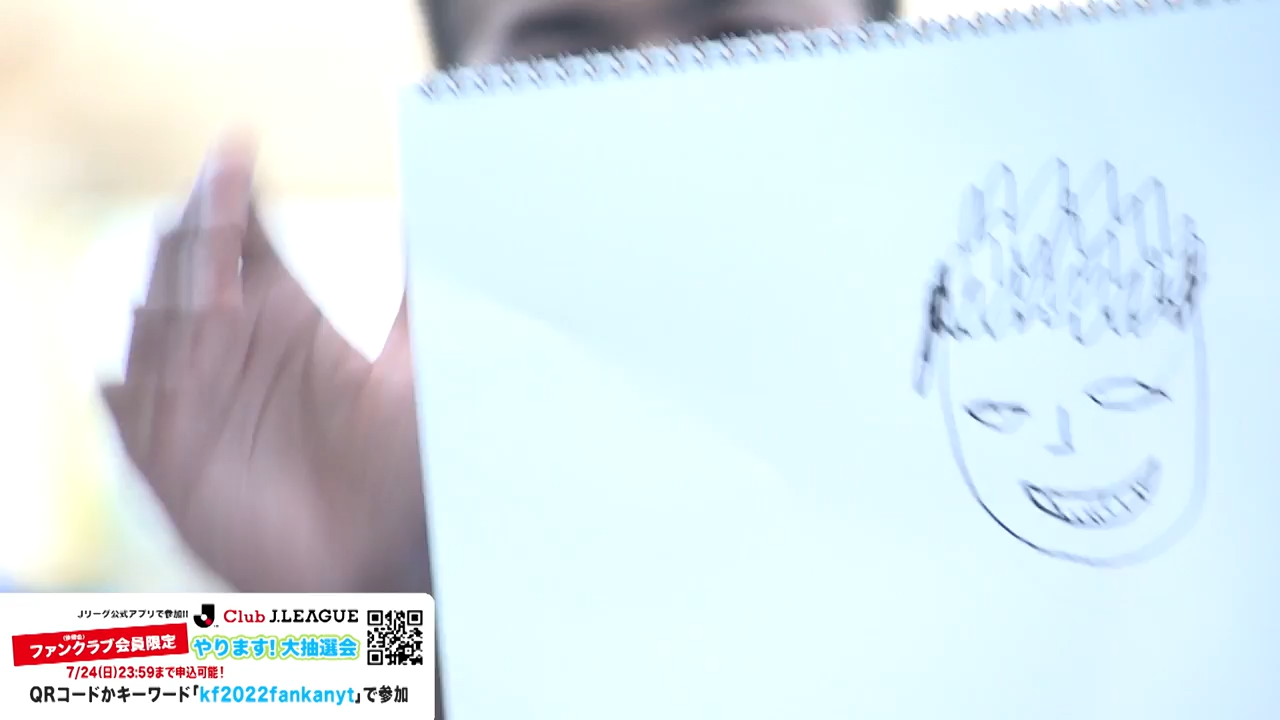 Jリーグ公式アプリで参加!!
Club J.LEAGUE
ファンクラブ会員限定
やります!大抽選会
7/24(日)23:59まで申込可能!
QRコードかキーワード「kf2022fankanyt」で参加